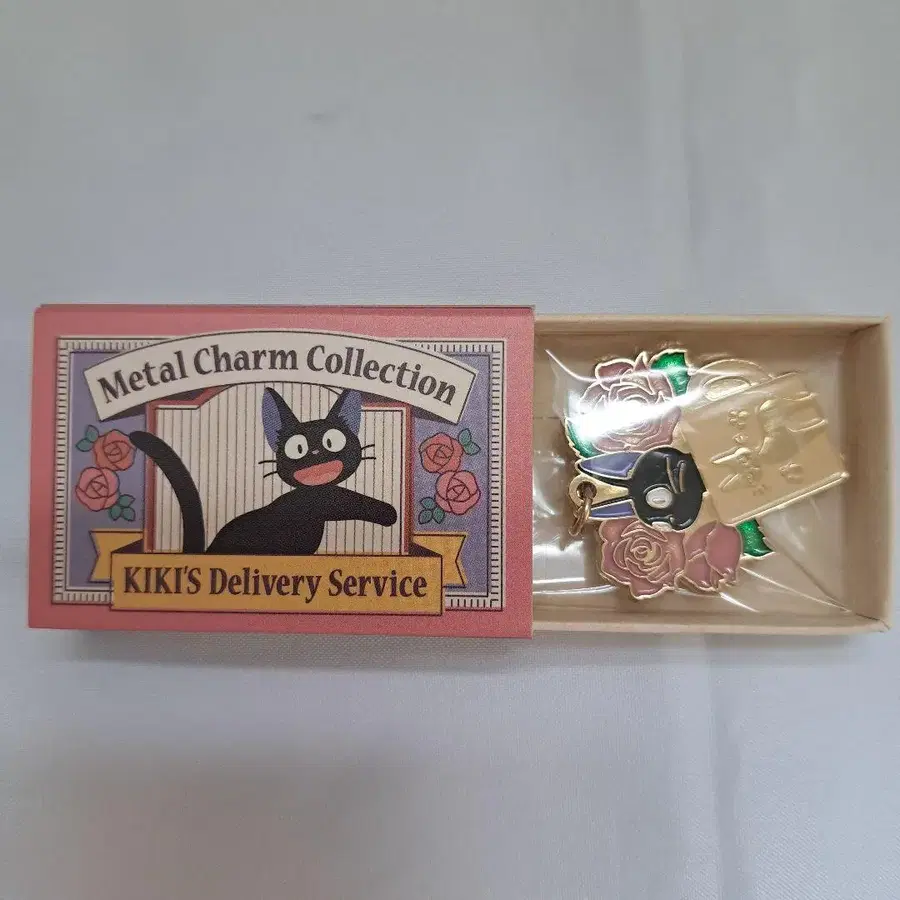 Metal Charm Collection
KIKI'S Delivery Service